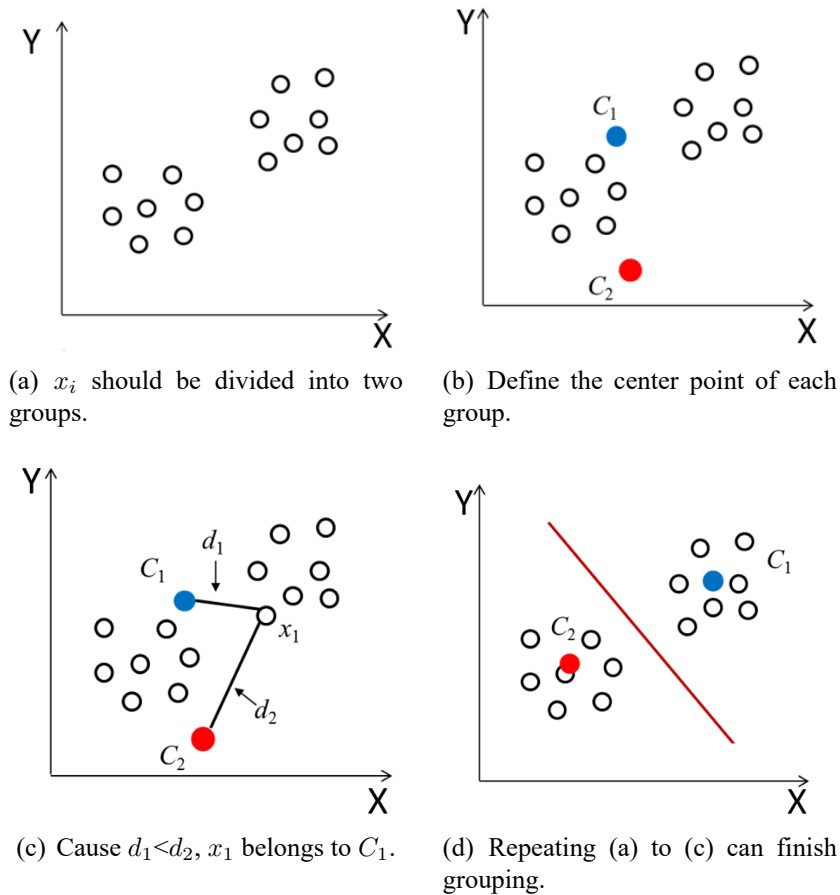 Y
X
(a) x_i should be divided into two
groups.
Y
C_1
C_2
X
(b) Define the center point of each
group.
Y
d_1
C_1
x_1
d_2
C_2
X
(c) Cause d_1<d_2, x_1 belongs to C_1.
Y
C_1
C_2
X
(d) Repeating (a) to (c) can finish
grouping.